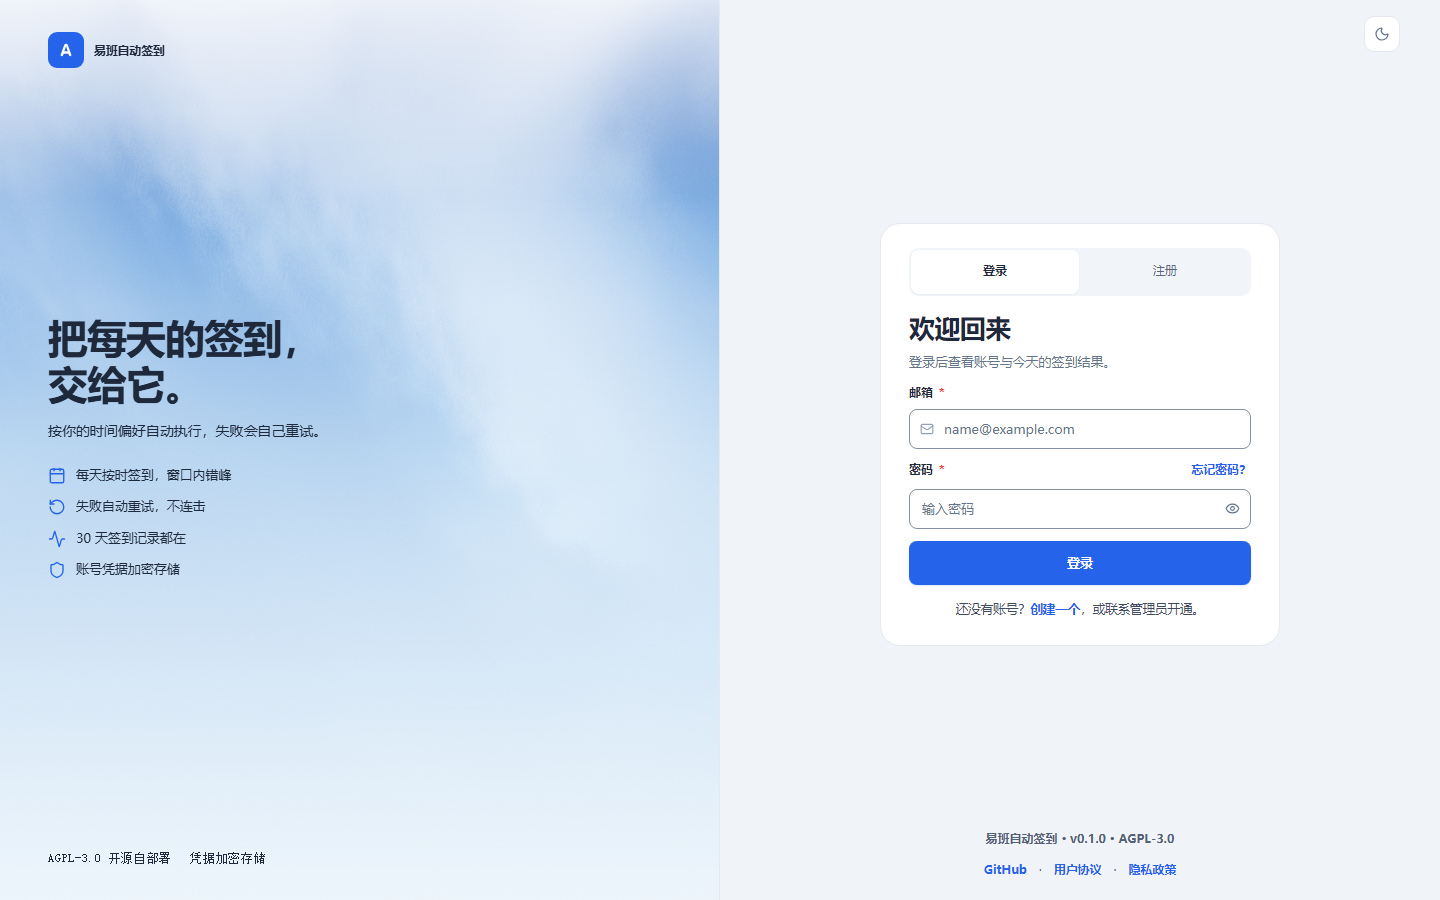 A 易班自动签到
把每天的签到，
交给它。
按你的时间偏好自动执行，失败会自己重试。
每天按时签到，窗口内错峰
失败自动重试，不连击
30 天签到记录都在
账号凭据加密存储
AGPL-3.0 开源自部署 凭据加密存储
登录 注册
欢迎回来
登录后查看账号与今天的签到结果。
邮箱 *
name@example.com
密码 * 忘记密码?
输入密码
登录
还没有账号？创建一个，或联系管理员开通。
易班自动签到 • v0.1.0 • AGPL-3.0
GitHub · 用户协议 · 隐私政策